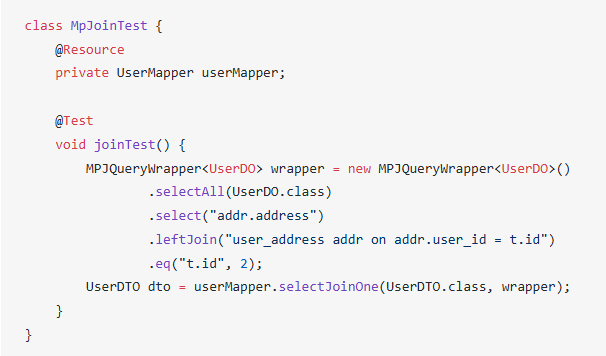 class MpJoinTest {
    @Resource
    private UserMapper userMapper;

    @Test
    void joinTest() {
        MPJQueryWrapper<UserDO> wrapper = new MPJQueryWrapper<UserDO>()
                .selectAll(UserDO.class)
                .select("addr.address")
                .leftJoin("user_address addr on addr.user_id = t.id")
                .eq("t.id", 2);
        UserDTO dto = userMapper.selectJoinOne(UserDTO.class, wrapper);
    }
}